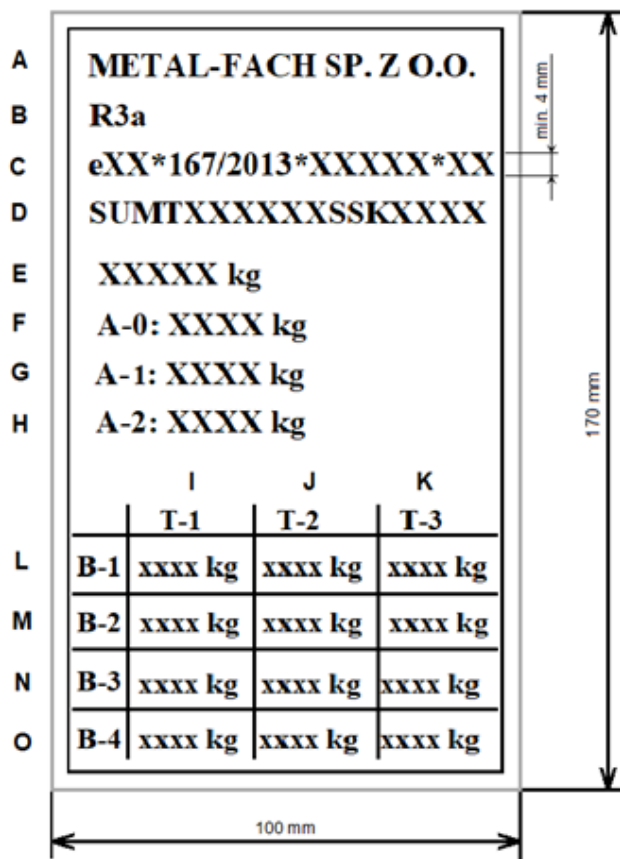 A METAL-FACH SP. Z O.O.
B R3a
C eXX*167/2013*XXXXX*XX
min. 4 mm
D SUMTXXXXXXSSKXXXX
E XXXXX kg
F A-0: XXXX kg
G A-1: XXXX kg
H A-2: XXXX kg
170 mm
I J K
T-1 T-2 T-3
L B-1 xxxx kg xxxx kg xxxx kg
M B-2 xxxx kg xxxx kg xxxx kg
N B-3 xxxx kg xxxx kg xxxx kg
O B-4 xxxx kg xxxx kg xxxx kg
100 mm